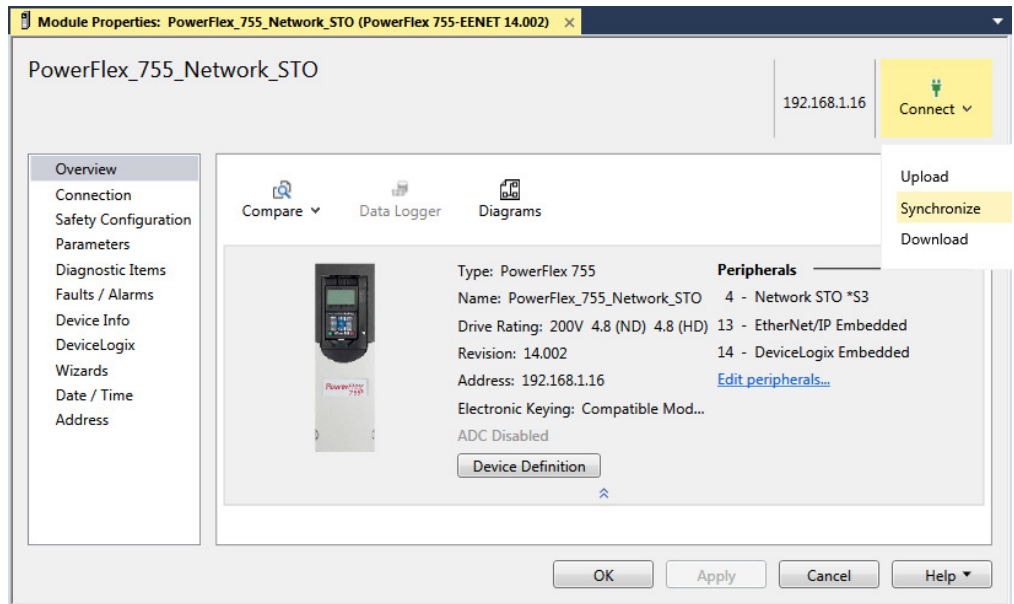 Module Properties: PowerFlex_755_Network_STO (PowerFlex 755-EENET 14.002) ×
PowerFlex_755_Network_STO
192.168.1.16
Connect
Upload
Synchronize
Download
Overview
Connection
Safety Configuration
Parameters
Diagnostic Items
Faults / Alarms
Device Info
DeviceLogix
Wizards
Date / Time
Address
Compare
Data Logger
Diagrams
PowerFlex
755
Type: PowerFlex 755
Name: PowerFlex_755_Network_STO
Drive Rating: 200V 4.8 (ND) 4.8 (HD)
Revision: 14.002
Address: 192.168.1.16
Electronic Keying: Compatible Mod...
ADC Disabled
Device Definition
Peripherals
4 - Network STO *S3
13 - EtherNet/IP Embedded
14 - DeviceLogix Embedded
Edit peripherals...
OK
Apply
Cancel
Help